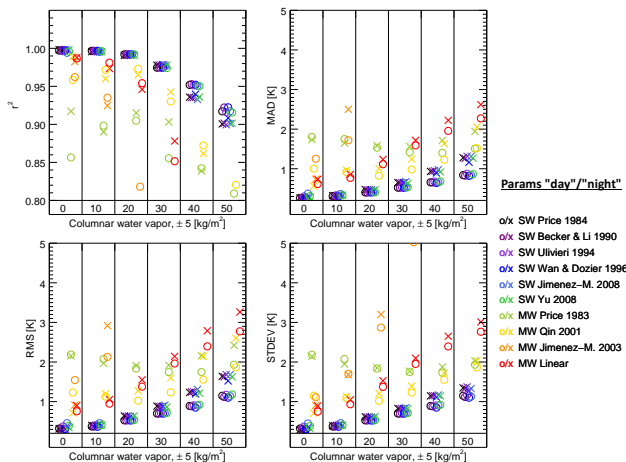 1.00
0.95
0.90
0.85
0.80
r²
0 10 20 30 40 50
Columnar water vapor, ± 5 [kg/m²]
5
4
3
2
1
MAD [K]
0 10 20 30 40 50
Columnar water vapor, ± 5 [kg/m²]
5
4
3
2
1
RMS [K]
0 10 20 30 40 50
Columnar water vapor, ± 5 [kg/m²]
5
4
3
2
1
STDEV [K]
0 10 20 30 40 50
Columnar water vapor, ± 5 [kg/m²]
Params "day"/"night"
o/x SW Price 1984
o/x SW Becker & Li 1990
o/x SW Ulivieri 1994
o/x SW Wan & Dozier 1996
o/x SW Jimenez–M. 2008
o/x SW Yu 2008
o/x MW Price 1983
o/x MW Qin 2001
o/x MW Jimenez–M. 2003
o/x MW Linear